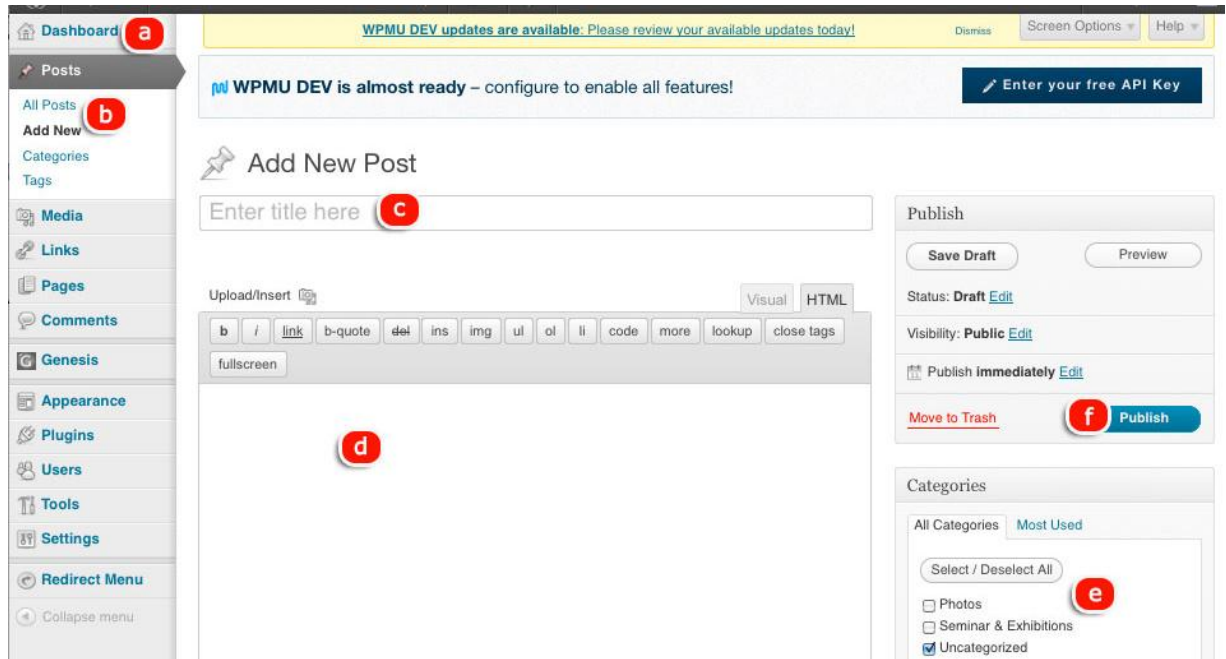 Dashboard
a
Posts
All Posts
b
Add New
Categories
Tags
Media
Links
Pages
Comments
G Genesis
Appearance
Plugins
Users
Tools
Settings
Redirect Menu
Collapse menu
WPMU DEV updates are available: Please review your available updates today!
Dismiss
Screen Options
Help
WPMU DEV is almost ready – configure to enable all features!
Enter your free API Key
Add New Post
Enter title here
c
Upload/Insert
Visual
HTML
b i link b-quote del ins img ul ol li code more lookup close tags
fullscreen
d
Publish
Save Draft
Preview
Status: Draft Edit
Visibility: Public Edit
Publish immediately Edit
Move to Trash
f
Publish
Categories
All Categories
Most Used
Select / Deselect All
e
Photos
Seminar & Exhibitions
Uncategorized